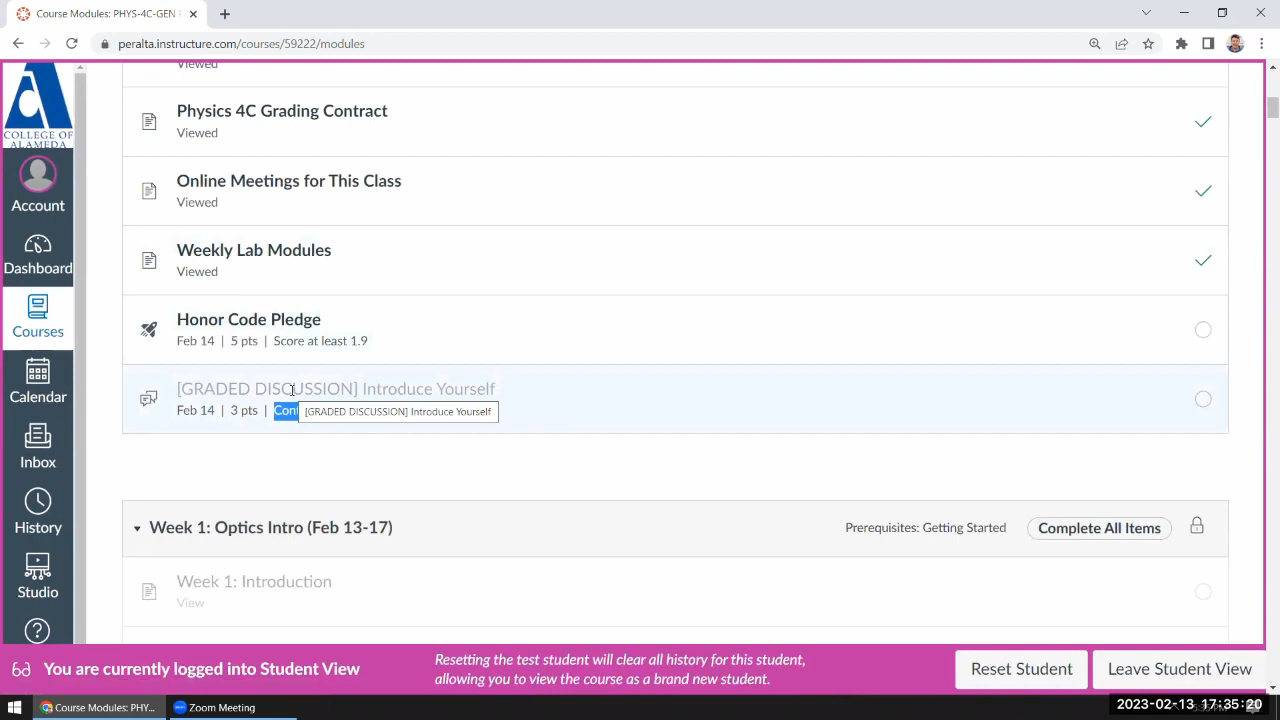 Course Modules: PHYS-4C-GEN
peralta.instructure.com/courses/59222/modules
COLLEGE OF
ALAMEDA
Account
Dashboard
Courses
Calendar
Inbox
History
Studio
Viewed
Physics 4C Grading Contract
Viewed
Online Meetings for This Class
Viewed
Weekly Lab Modules
Viewed
Honor Code Pledge
Feb 14 | 5 pts | Score at least 1.9
[GRADED DISCUSSION] Introduce Yourself
Feb 14 | 3 pts | Cont
[GRADED DISCUSSION] Introduce Yourself
Week 1: Optics Intro (Feb 13-17)
Prerequisites: Getting Started
Complete All Items
Week 1: Introduction
View
You are currently logged into Student View
Resetting the test student will clear all history for this student,
allowing you to view the course as a brand new student.
Reset Student
Leave Student View
Course Modules: PHY...
Zoom Meeting
2023-02-13 17:35:20